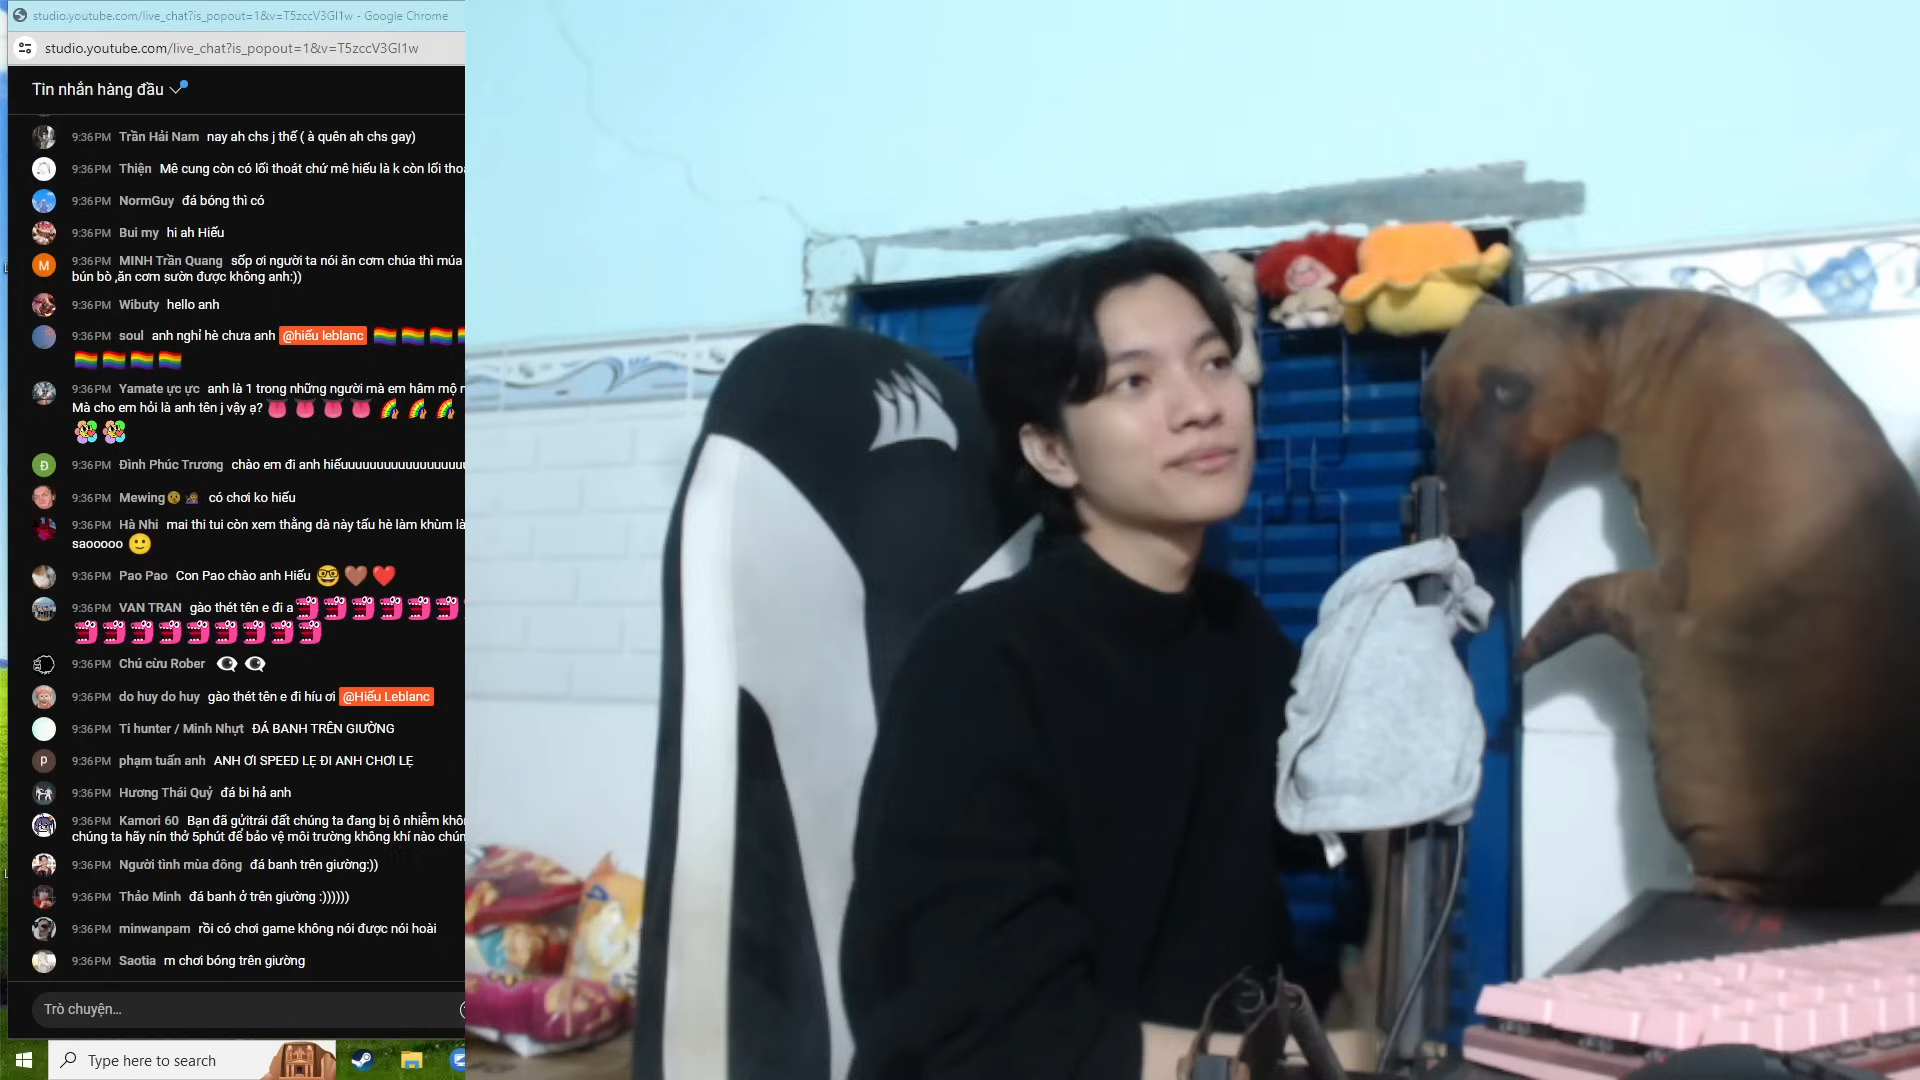 studio.youtube.com/live_chat?is_popout=1&v=T5zccV3Gl1w - Google Chrome
studio.youtube.com/live_chat?is_popout=1&v=T5zccV3Gl1w
Tin nhắn hàng đầu
9:36 PM Trần Hải Nam nay ah chs j thế ( à quên ah chs gay)
9:36 PM Thiện Mê cung còn có lối thoát chứ mê hiếu là k còn lối thoá
9:36 PM NormGuy đá bóng thì có
9:36 PM Bui my hi ah Hiếu
M
9:36 PM MINH Trần Quang sốp ơi người ta nói ăn cơm chúa thì múa
bún bò ,ăn cơm sườn được không anh:))
9:36 PM Wibuty hello anh
9:36 PM soul anh nghỉ hè chưa anh @hiếu leblanc 🏳️‍🌈 🏳️‍🌈 🏳️‍🌈 🏳️‍🌈
🏳️‍🌈 🏳️‍🌈 🏳️‍🌈 🏳️‍🌈
9:36 PM Yamate ực ực anh là 1 trong những người mà em hâm mộ
Mà cho em hỏi là anh tên j vậy ạ? 👅 👅 👅 👅
Đ
9:36 PM Đình Phúc Trương chào em đi anh hiếuuuuuuuuuuuuuuuuuu
9:36 PM Mewing có chơi ko hiếu
9:36 PM Hà Nhi mai thi tui còn xem thằng dà này tấu hè làm khùm là
saooooo 🙂
9:36 PM Pao Pao Con Pao chào anh Hiếu 🤓 🤎 ❤️
9:36 PM VAN TRAN gào thét tên e đi a
9:36 PM Chú cừu Rober 👁️‍🗨️ 👁️‍🗨️
9:36 PM do huy do huy gào thét tên e đi híu ơi @Hiếu Leblanc
9:36 PM Ti hunter / Minh Nhựt ĐÁ BANH TRÊN GIƯỜNG
P
9:36 PM phạm tuấn anh ANH ƠI SPEED LẸ ĐI ANH CHƠI LẸ
9:36 PM Hương Thái Quỷ đá bi hả anh
9:36 PM Kamori 60 Bạn đã gửitrái đất chúng ta đang bị ô nhiễm khôn
chúng ta hãy nín thở 5phút để bảo vệ môi trường không khí nào chún
9:36 PM Người tình mùa đông đá banh trên giường:))
9:36 PM Thảo Minh đá banh ở trên giường :))))))
9:36 PM minwanpam rồi có chơi game không nói được nói hoài
9:36 PM Saotia m chơi bóng trên giường
Trò chuyện...
Type here to search